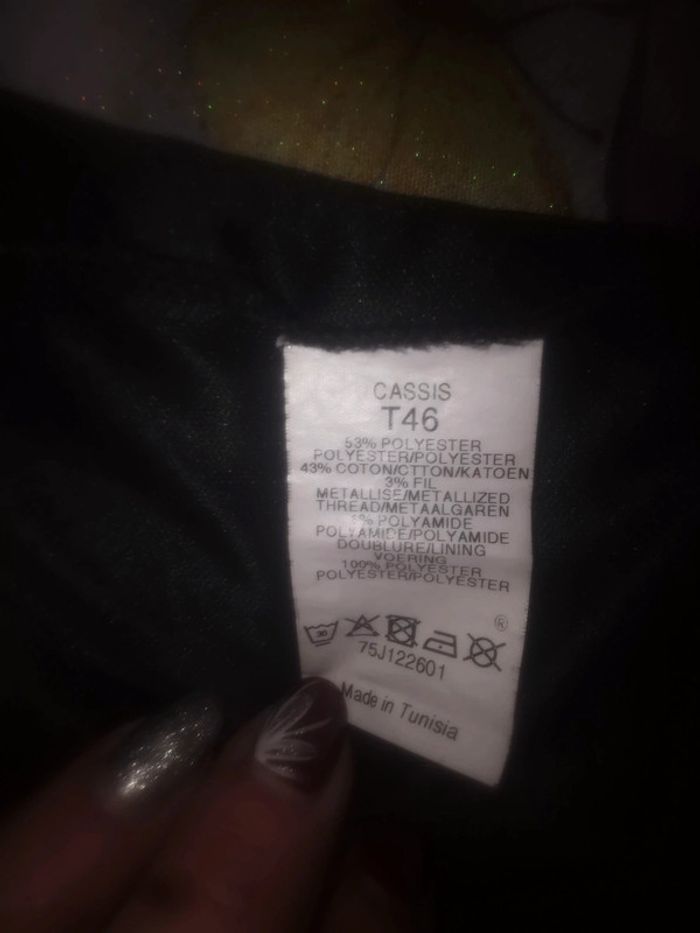 CASSIS
T46
53% POLYESTER
POLYESTER/POLYESTER
43% COTON/CTTON/KATOEN
3% FIL
METALLISE/METALLIZED
THREAD/METAALGAREN
% POLYAMIDE
POLYAMIDE/POLYAMIDE
DOUBLURE/LINING
VOERING
100% POLYESTER
POLYESTER/POLYESTER
®
30
75J122601
Made in Tunisia